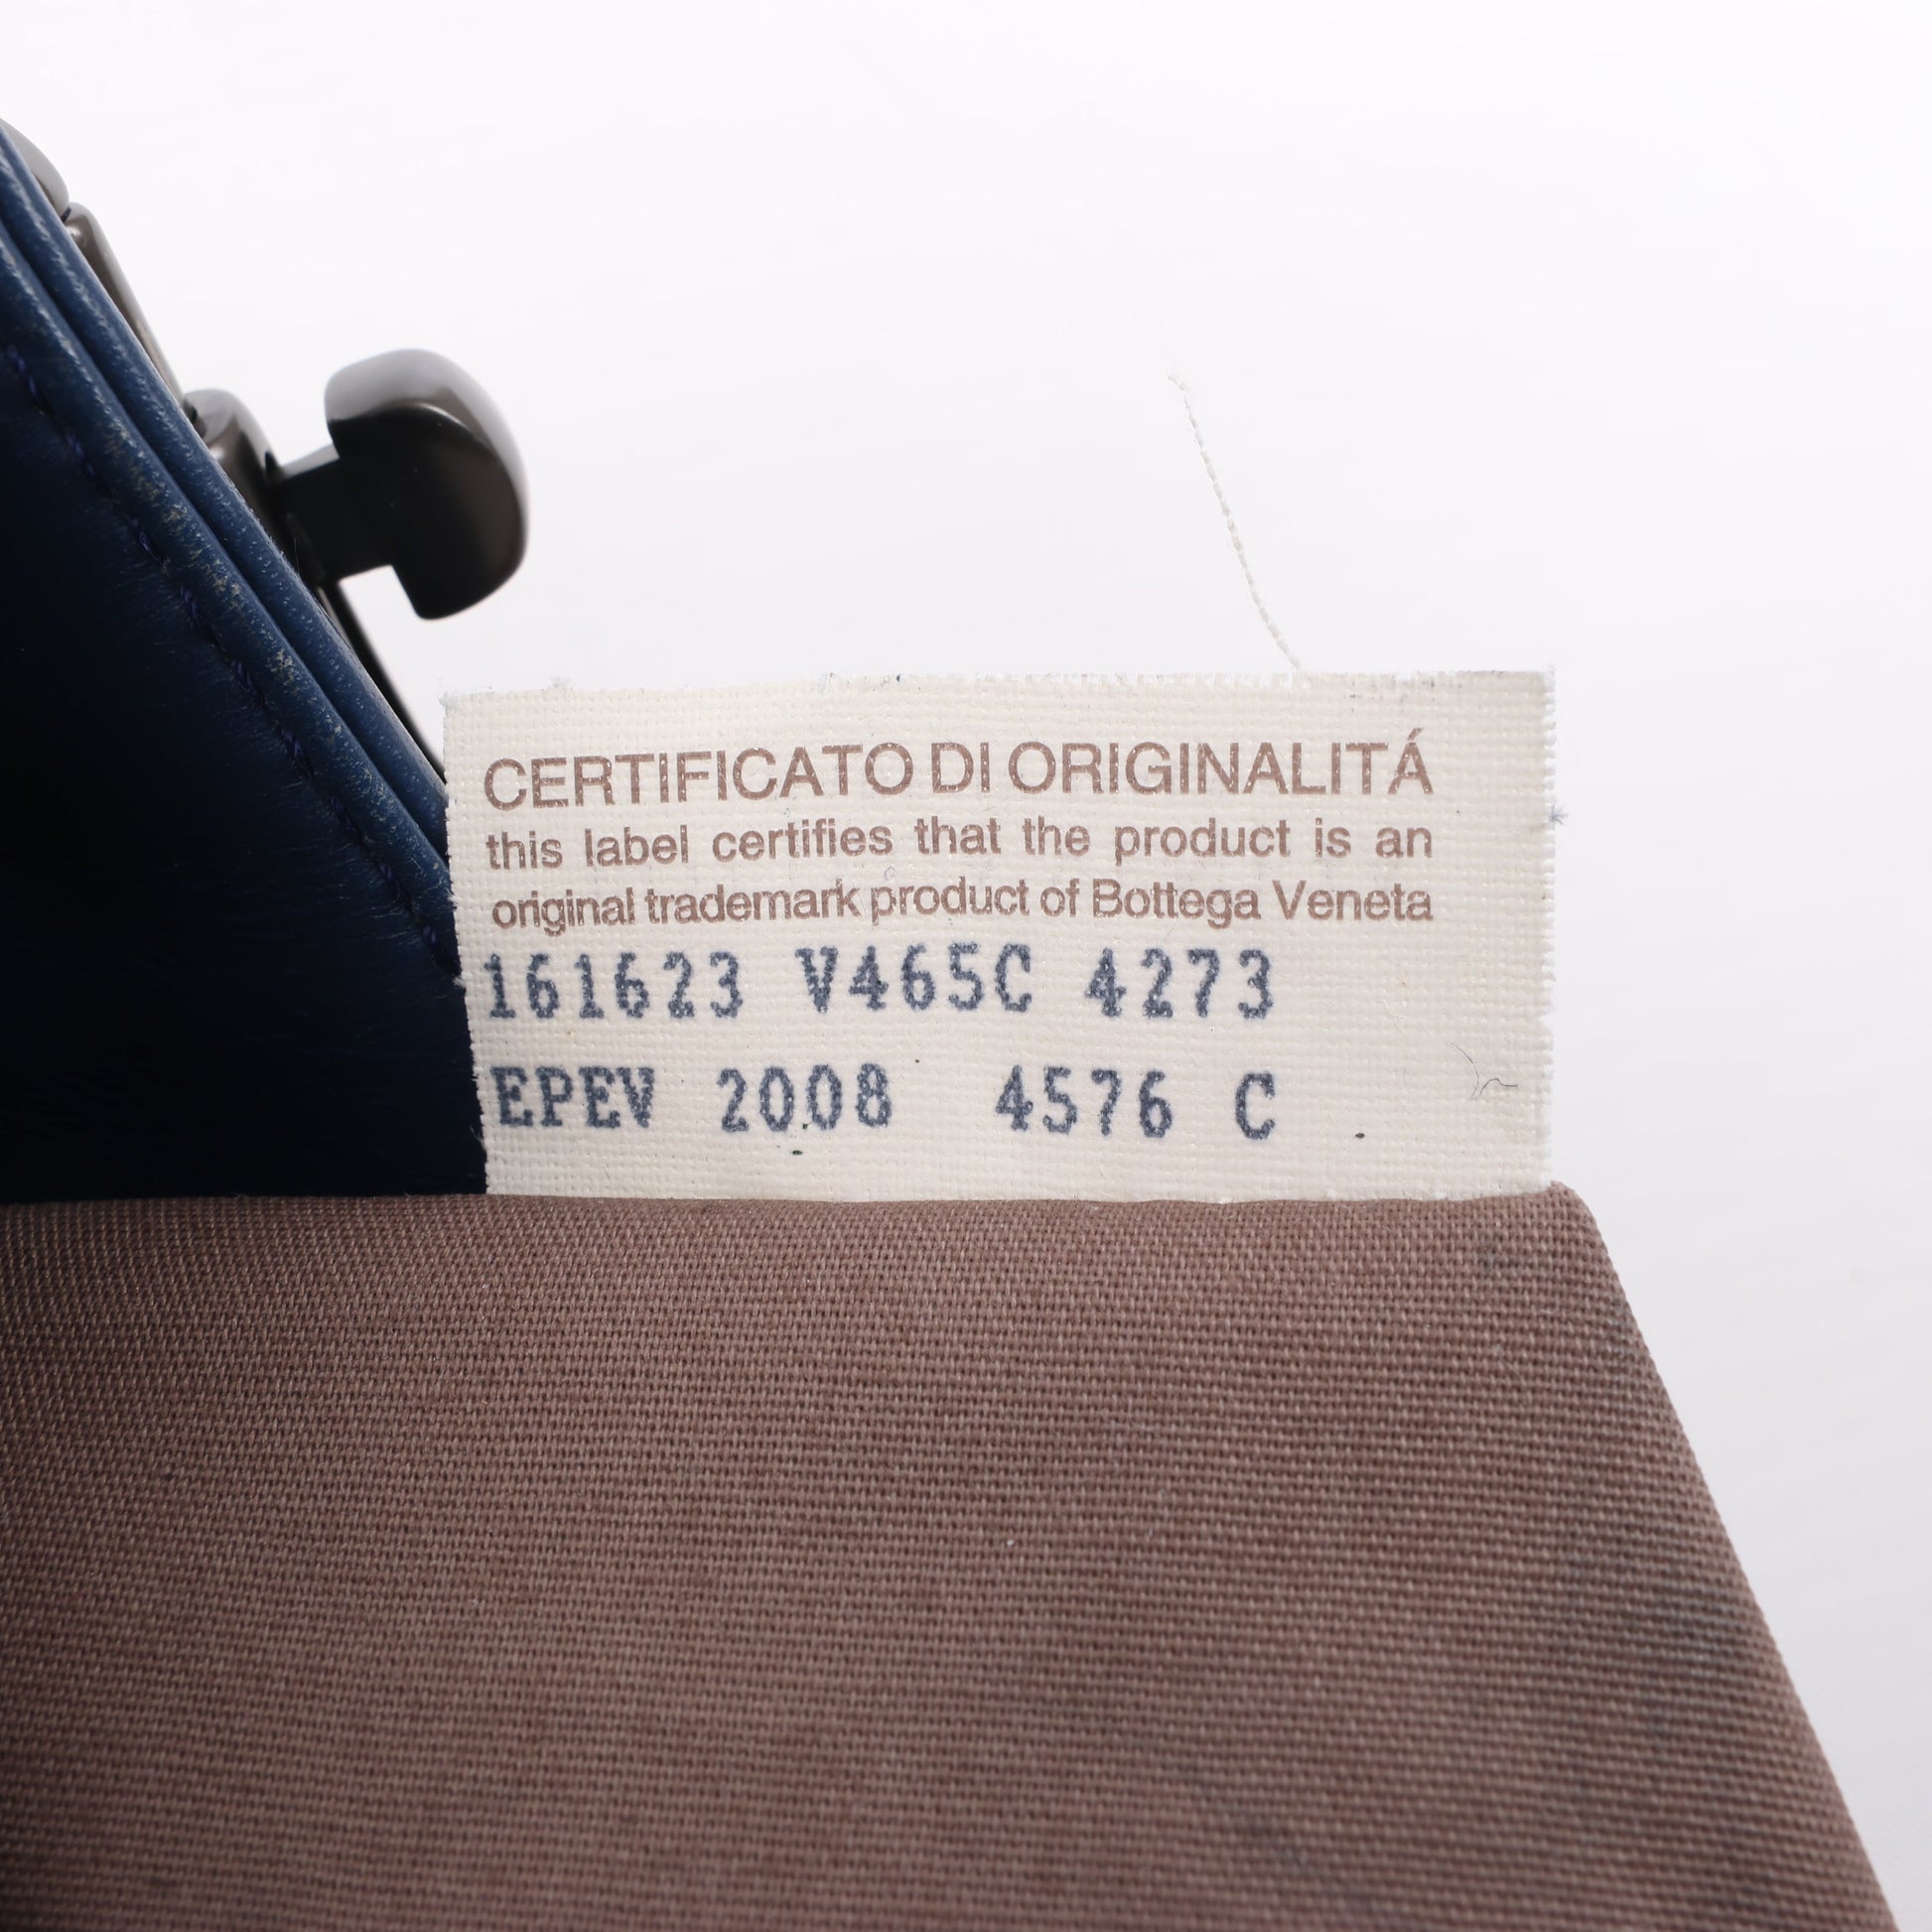 CERTIFICATO DI ORIGINALITÁ
this label certifies that the product is an
original trademark product of Bottega Veneta
161623 V465C 4273
EPEV 2008 4576 C